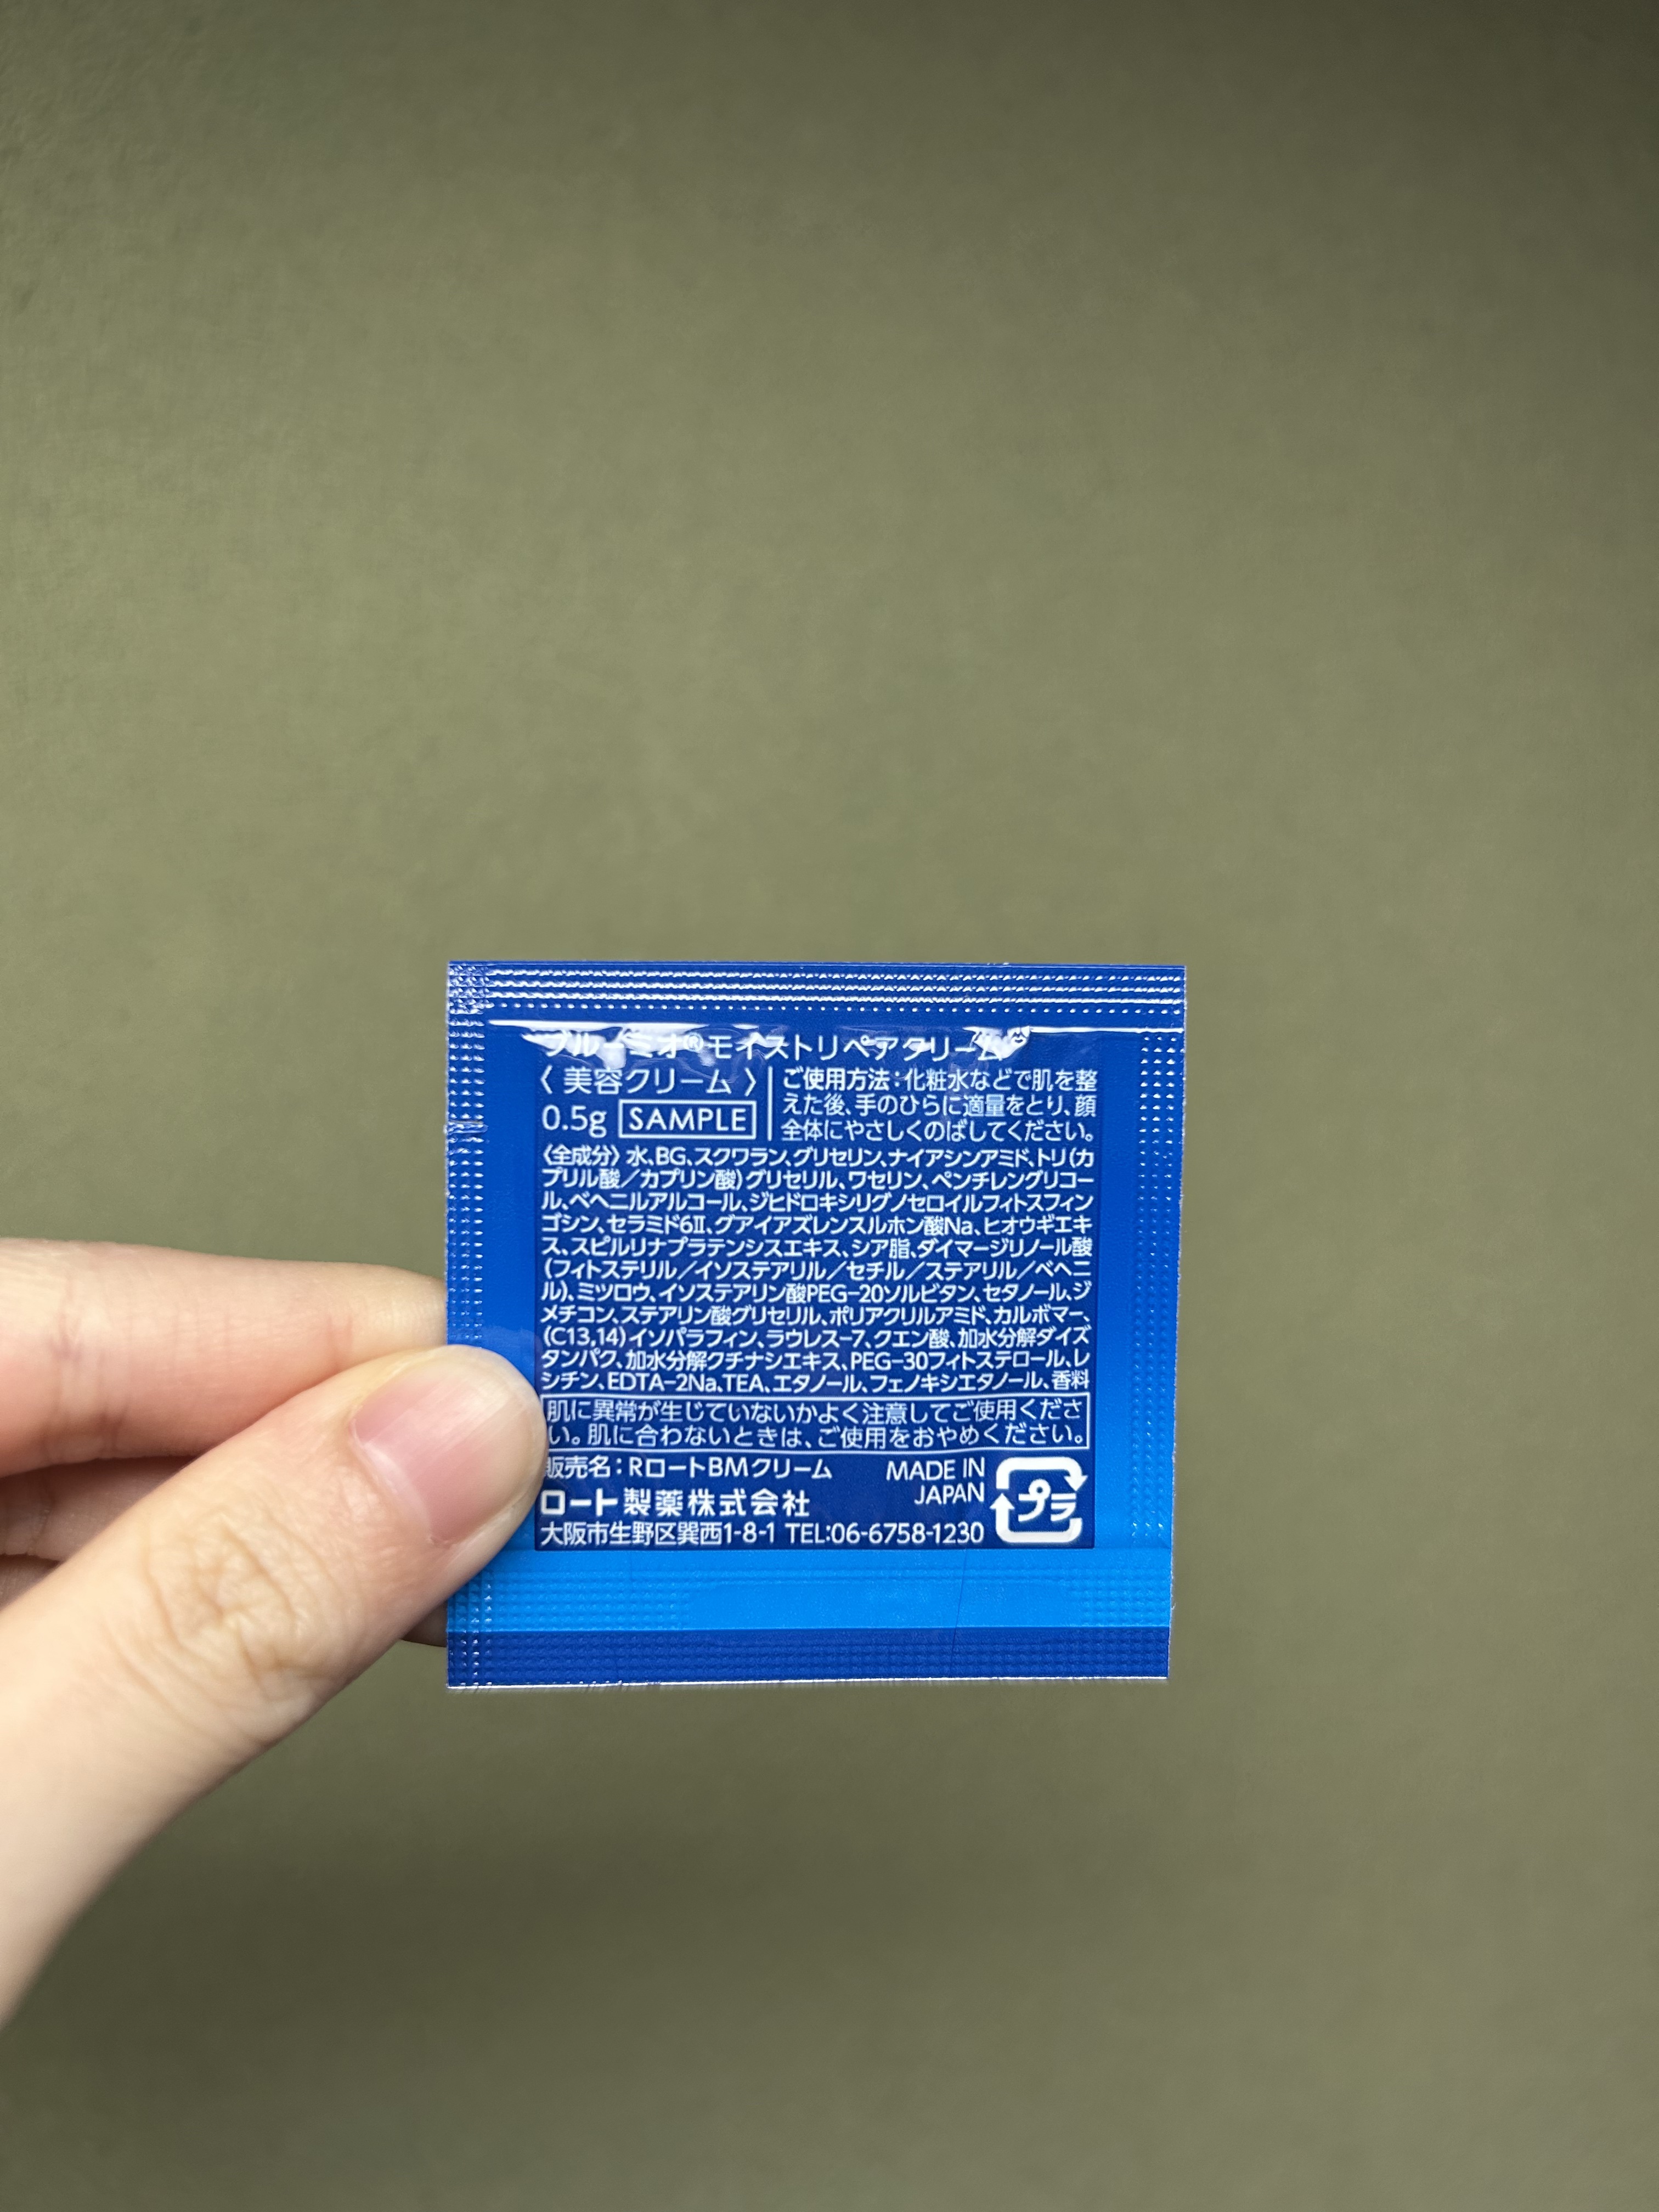 ブルーミオ®モイストリペアクリーム
〈 美容クリーム 〉
0.5g SAMPLE
ご使用方法：化粧水などで肌を整
えた後、手のひらに適量をとり、顔
全体にやさしくのばしてください。
〈全成分〉水、BG、スクワラン、グリセリン、ナイアシンアミド、トリ（カ
プリル酸／カプリン酸）グリセリル、ワセリン、ペンチレングリコー
ル、ベヘニルアルコール、ジヒドロキシリグノセロイルフィトスフィン
ゴシン、セラミド6Ⅱ、グアイアズレンスルホン酸Na、ヒオウギエキ
ス、スピルリナプラテンシスエキス、シア脂、ダイマージリノール酸
（フィトステリル／イソステアリル／セチル／ステアリル／ベヘニ
ル）、ミツロウ、イソステアリン酸PEG-20ソルビタン、セタノール、ジ
メチコン、ステアリン酸グリセリル、ポリアクリルアミド、カルボマー、
（C13,14）イソパラフィン、ラウレス-7、クエン酸、加水分解ダイズ
タンパク、加水分解クチナシエキス、PEG-30フィトステロール、レ
シチン、EDTA-2Na、TEA、エタノール、フェノキシエタノール、香料
肌に異常が生じていないかよく注意してご使用くださ
い。肌に合わないときは、ご使用をおやめください。
販売名：RロートBMクリーム
ロート製薬株式会社
大阪市生野区巽西1-8-1 TEL:06-6758-1230
MADE IN
JAPAN
プラ